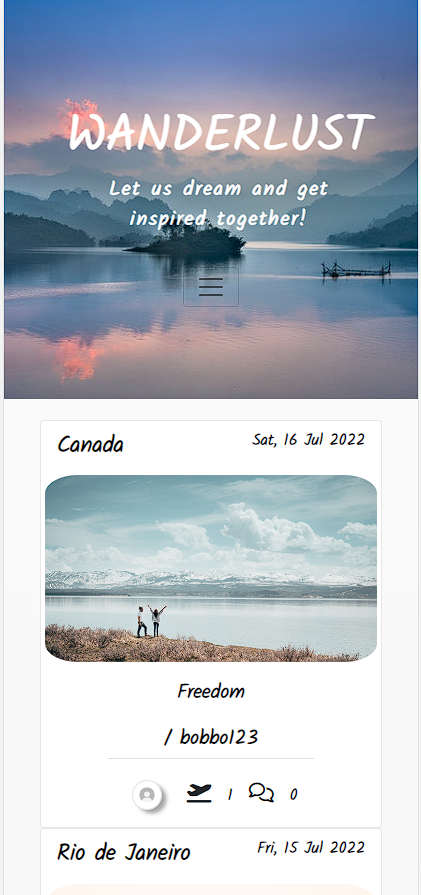 WANDERLUST
Let us dream and get
inspired together!
Canada
Sat, 16 Jul 2022
Freedom
/ bobbo123
1
0
Rio de Janeiro
Fri, 15 Jul 2022